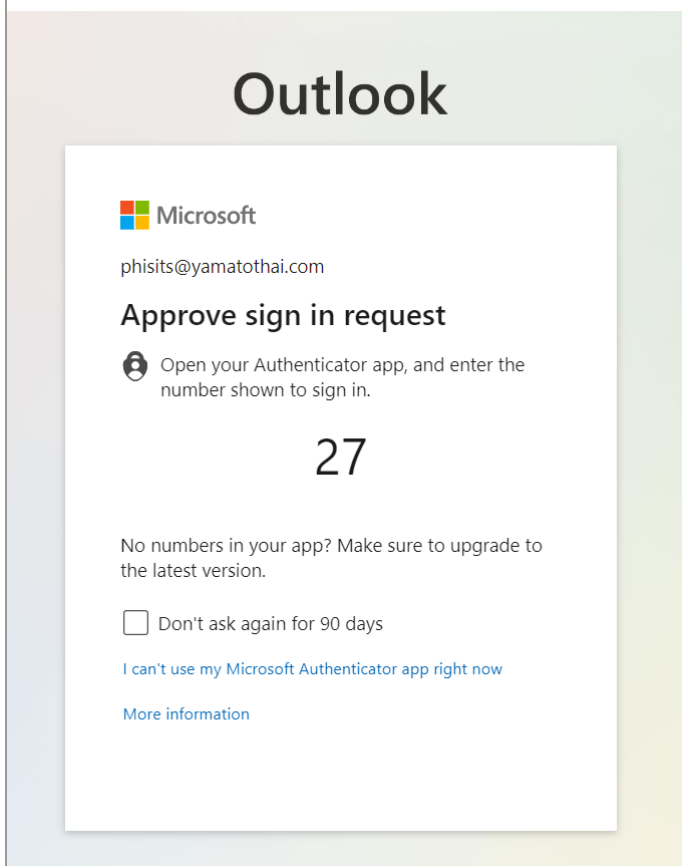 Outlook
Microsoft
phisits@yamatothai.com
Approve sign in request
Open your Authenticator app, and enter the
number shown to sign in.
27
No numbers in your app? Make sure to upgrade to
the latest version.
Don't ask again for 90 days
I can't use my Microsoft Authenticator app right now
More information